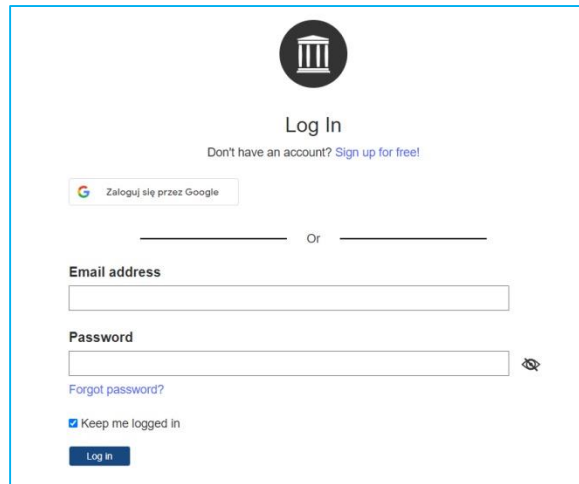 Log In
Don't have an account? Sign up for free!
Zaloguj się przez Google
Or
Email address
Password
Forgot password?
Keep me logged in
Log in